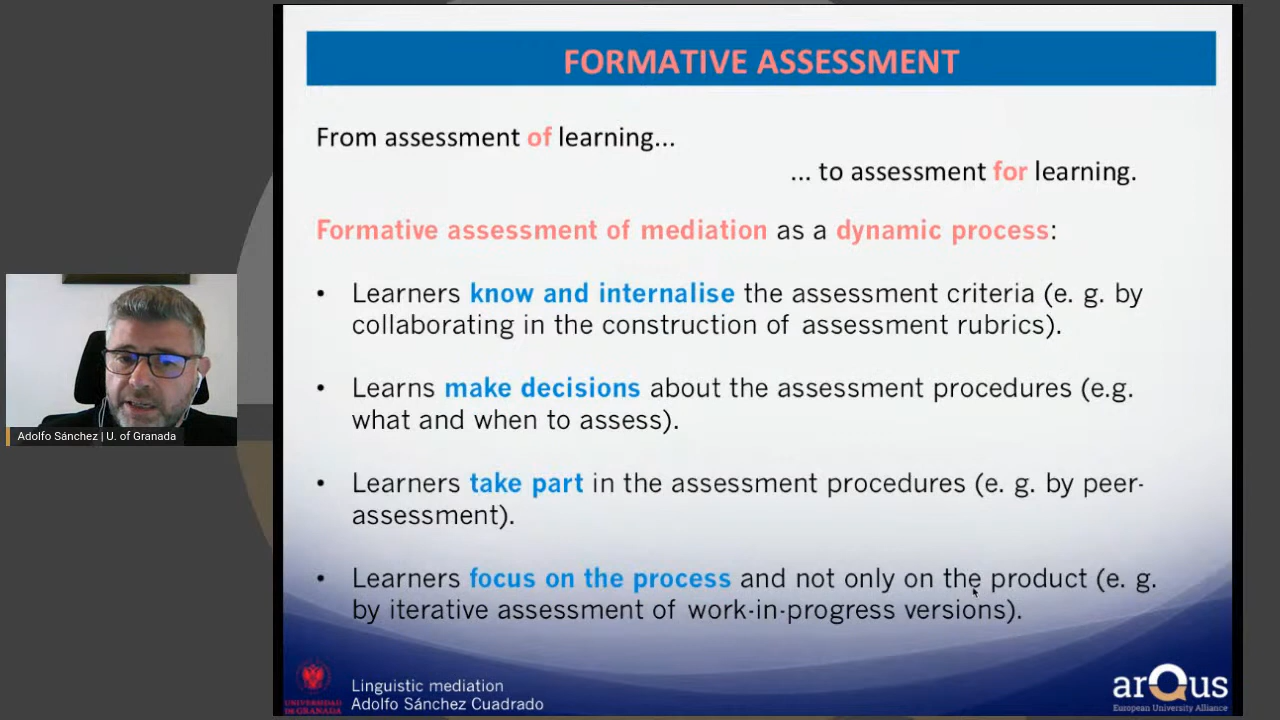 FORMATIVE ASSESSMENT
From assessment of learning...
... to assessment for learning.
Formative assessment of mediation as a dynamic process:
• Learners know and internalise the assessment criteria (e. g. by
collaborating in the construction of assessment rubrics).
• Learns make decisions about the assessment procedures (e.g.
what and when to assess).
• Learners take part in the assessment procedures (e. g. by peer-
assessment).
• Learners focus on the process and not only on the product (e. g.
by iterative assessment of work-in-progress versions).
Adolfo Sánchez | U. of Granada
UNIVERSIDAD
DE GRANADA
Linguistic mediation
Adolfo Sánchez Cuadrado
arQus
European University Alliance